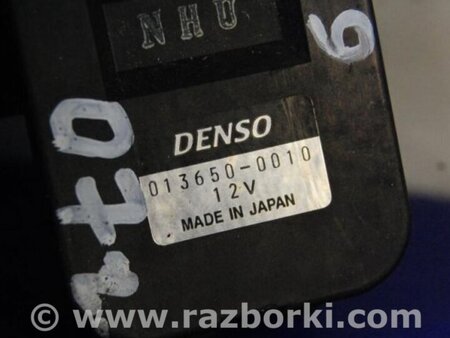 NHU
DENSO
013650-0010
12V
MADE IN JAPAN
© www.razborki.com